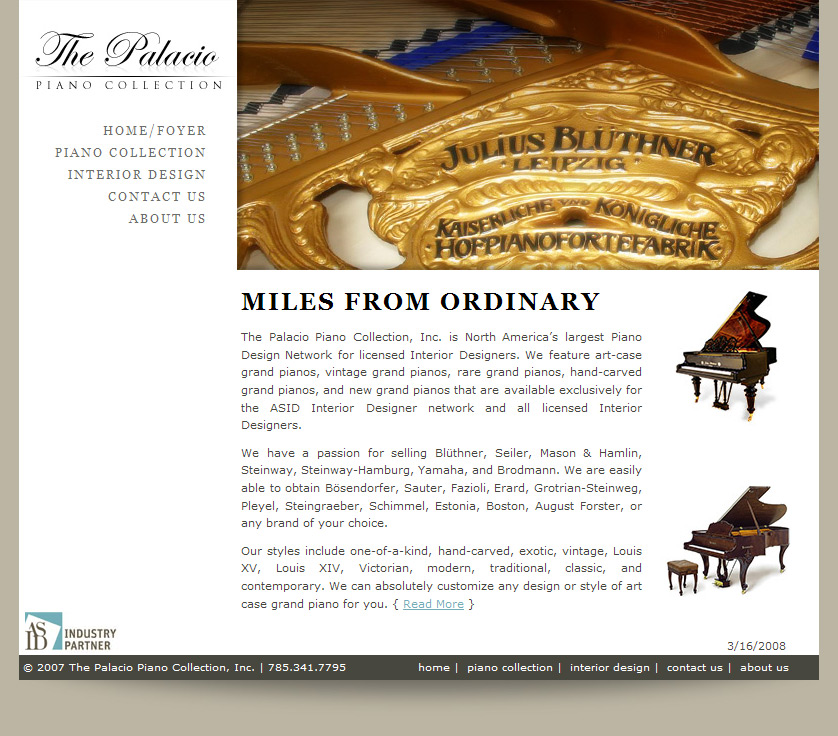 The Palacio
PIANO COLLECTION
HOME/FOYER
PIANO COLLECTION
INTERIOR DESIGN
CONTACT US
ABOUT US
JULIUS BLÜTHNER
LEIPZIG
KAISERLICHE UND KÖNIGLICHE
HOFPIANOFORTEFABRIK
MILES FROM ORDINARY
The Palacio Piano Collection, Inc. is North America’s largest Piano
Design Network for licensed Interior Designers. We feature art-case
grand pianos, vintage grand pianos, rare grand pianos, hand-carved
grand pianos, and new grand pianos that are available exclusively for
the ASID Interior Designer network and all licensed Interior
Designers.
We have a passion for selling Blüthner, Seiler, Mason & Hamlin,
Steinway, Steinway-Hamburg, Yamaha, and Brodmann. We are easily
able to obtain Bösendorfer, Sauter, Fazioli, Erard, Grotrian-Steinweg,
Pleyel, Steingraeber, Schimmel, Estonia, Boston, August Forster, or
any brand of your choice.
Our styles include one-of-a-kind, hand-carved, exotic, vintage, Louis
XV, Louis XIV, Victorian, modern, traditional, classic, and
contemporary. We can absolutely customize any design or style of art
case grand piano for you. { Read More }
AS
ID
INDUSTRY
PARTNER
3/16/2008
© 2007 The Palacio Piano Collection, Inc. | 785.341.7795
home | piano collection | interior design | contact us | about us